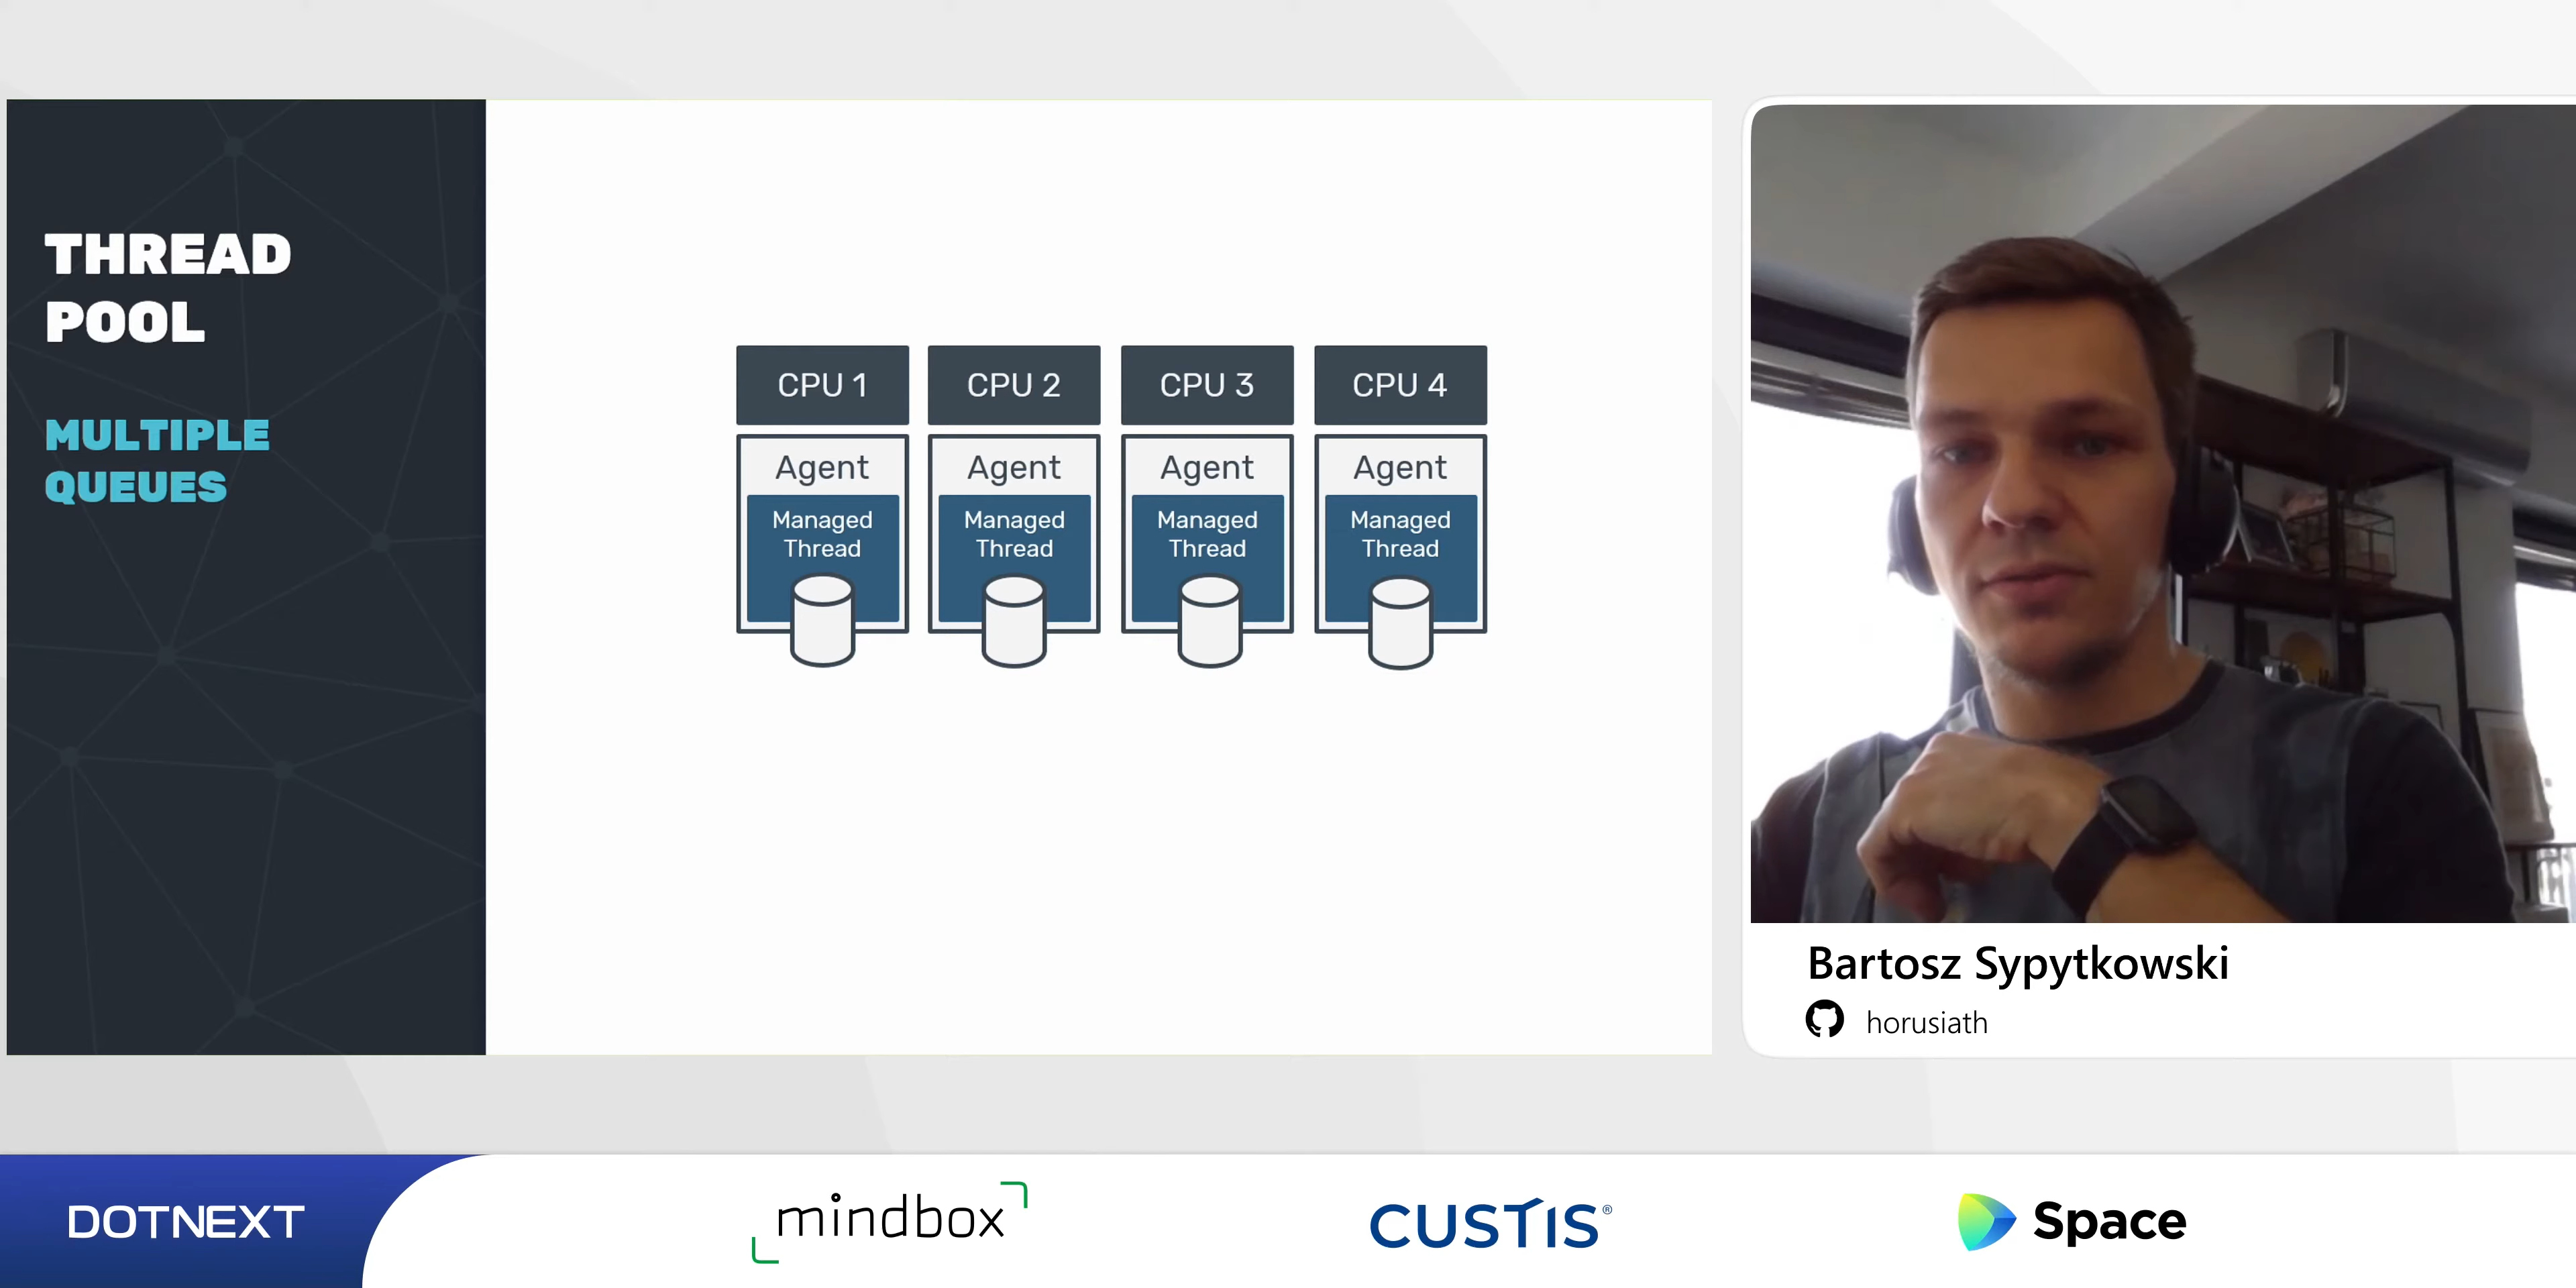 THREAD
POOL
MULTIPLE
QUEUES
CPU 1
CPU 2
CPU 3
CPU 4
Agent
Agent
Agent
Agent
Managed
Thread
Managed
Thread
Managed
Thread
Managed
Thread
Bartosz Sypytkowski
horusiath
DOTNEXT
mindbox
CUSTIS®
Space